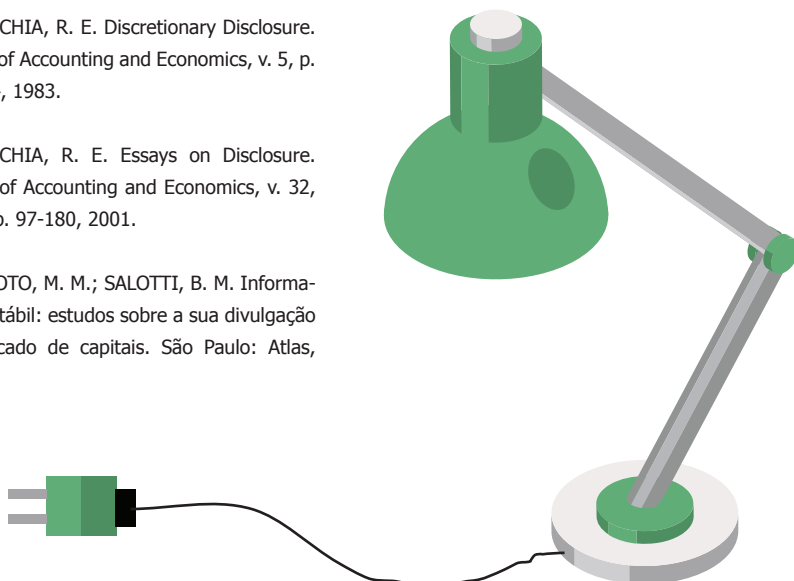 CHIA, R. E. Discretionary Disclosure.
of Accounting and Economics, v. 5, p.
, 1983.
CHIA, R. E. Essays on Disclosure.
of Accounting and Economics, v. 32,
p. 97-180, 2001.
OTO, M. M.; SALOTTI, B. M. Informa-
tábil: estudos sobre a sua divulgação
cado de capitais. São Paulo: Atlas,